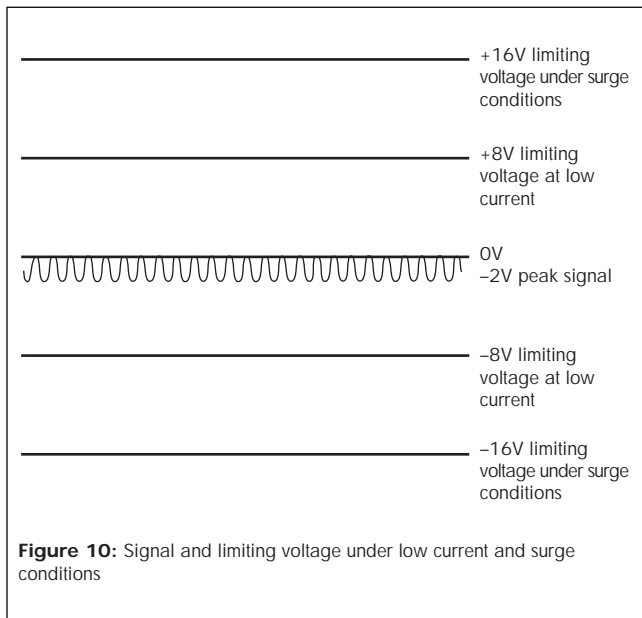 +16V limiting
voltage under surge
conditions
+8V limiting
voltage at low
current
0V
–2V peak signal
–8V limiting
voltage at low
current
–16V limiting
voltage under surge
conditions
Figure 10: Signal and limiting voltage under low current and surge
conditions